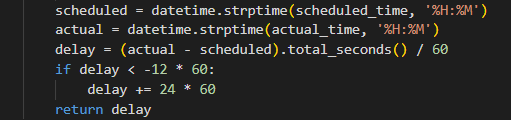 scheduled = datetime.strptime(scheduled_time, '%H:%M')
actual = datetime.strptime(actual_time, '%H:%M')
delay = (actual - scheduled).total_seconds() / 60
if delay < -12 * 60:
    delay += 24 * 60
return delay